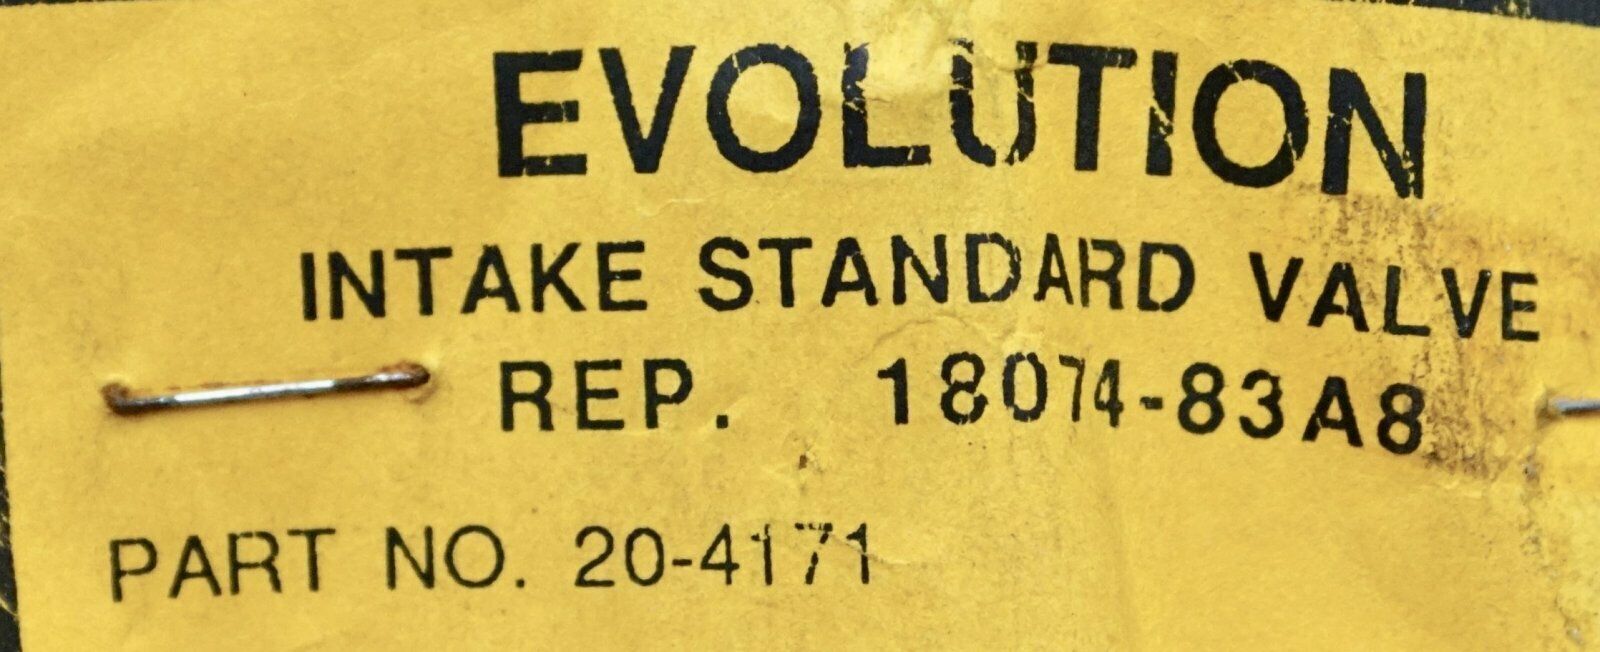 EVOLUTION
INTAKE STANDARD VALVE
REP. 18074-83A8
PART NO. 20-4171